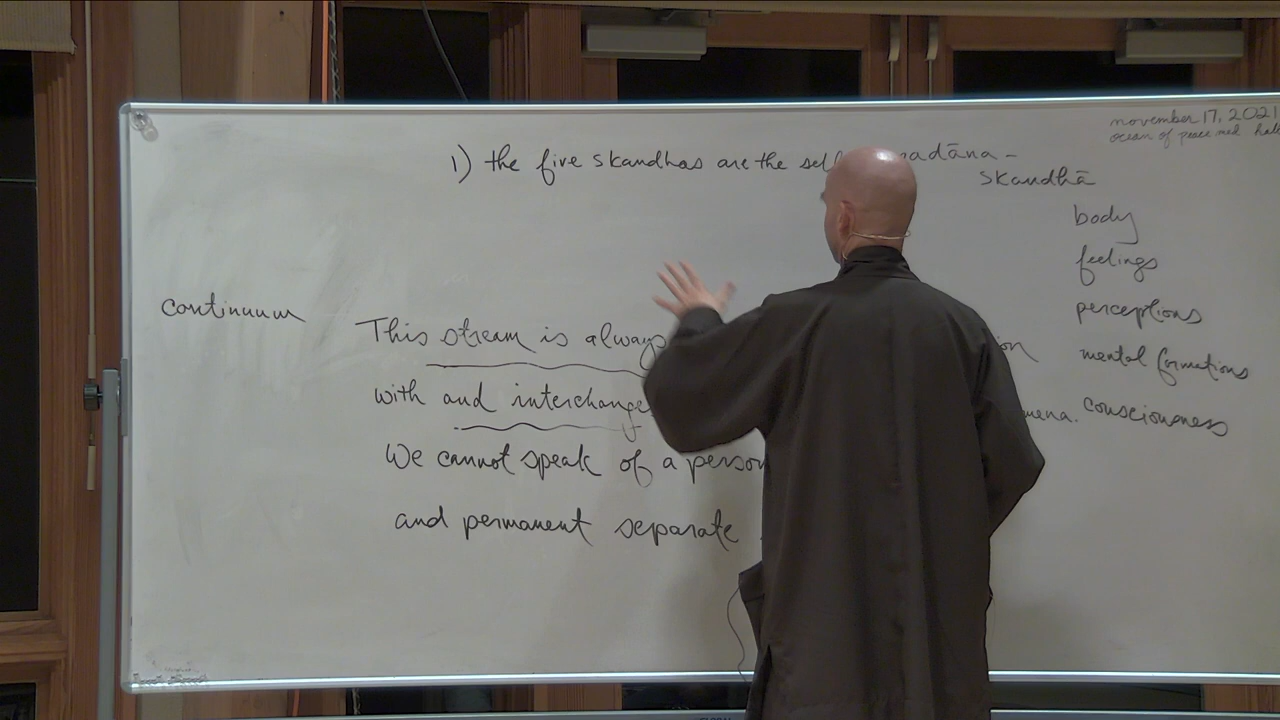 november 17, 2021
ocean of peace med hall
1) the five skandhas are the sel adāna -
skandhā
body
feelings
perceptions
mental formations
consciousness
continuum
This stream is always on
with and interchange mena.
We cannot speak of a person
and permanent separate